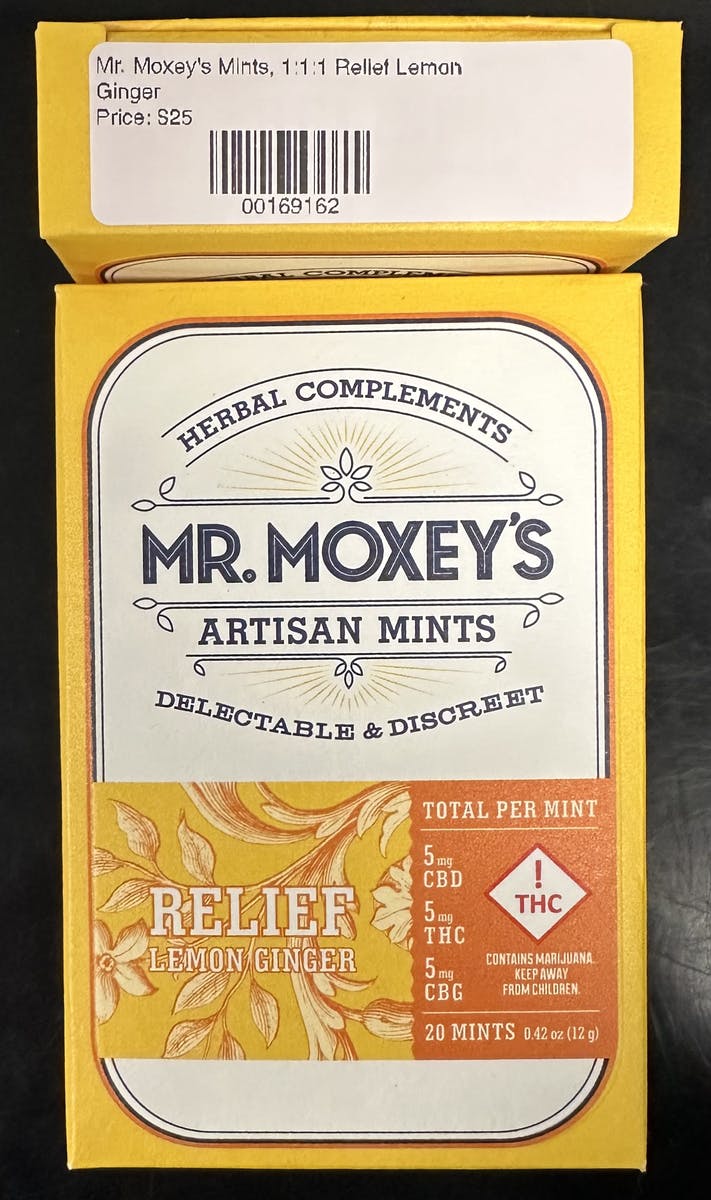 Mr. Moxey's Mints, 1:1:1 Relief Lemon
Ginger
Price: $25
00169162
HERBAL COMPLEMENTS
MR. MOXEY'S
ARTISAN MINTS
DELECTABLE & DISCREET
RELIEF
LEMON GINGER
TOTAL PER MINT
5mg
CBD
5mg
THC
5mg
CBG
!
THC
CONTAINS MARIJUANA.
KEEP AWAY
FROM CHILDREN.
20 MINTS 0.42 oz (12 g)